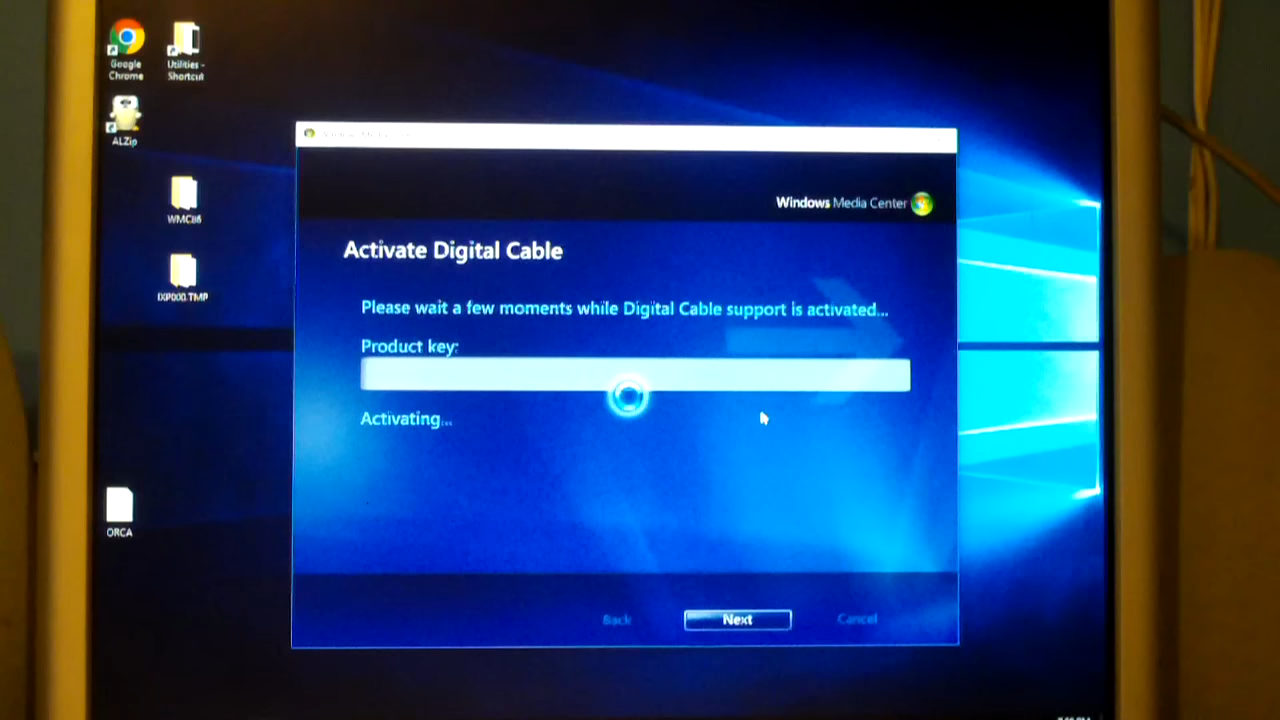 Google
Chrome
Utilities -
Shortcut
ALZip
WMC86
IXP000.TMP
ORCA
Windows Media Center
Activate Digital Cable
Please wait a few moments while Digital Cable support is activated...
Product key:
Activating...
Back
Next
Cancel